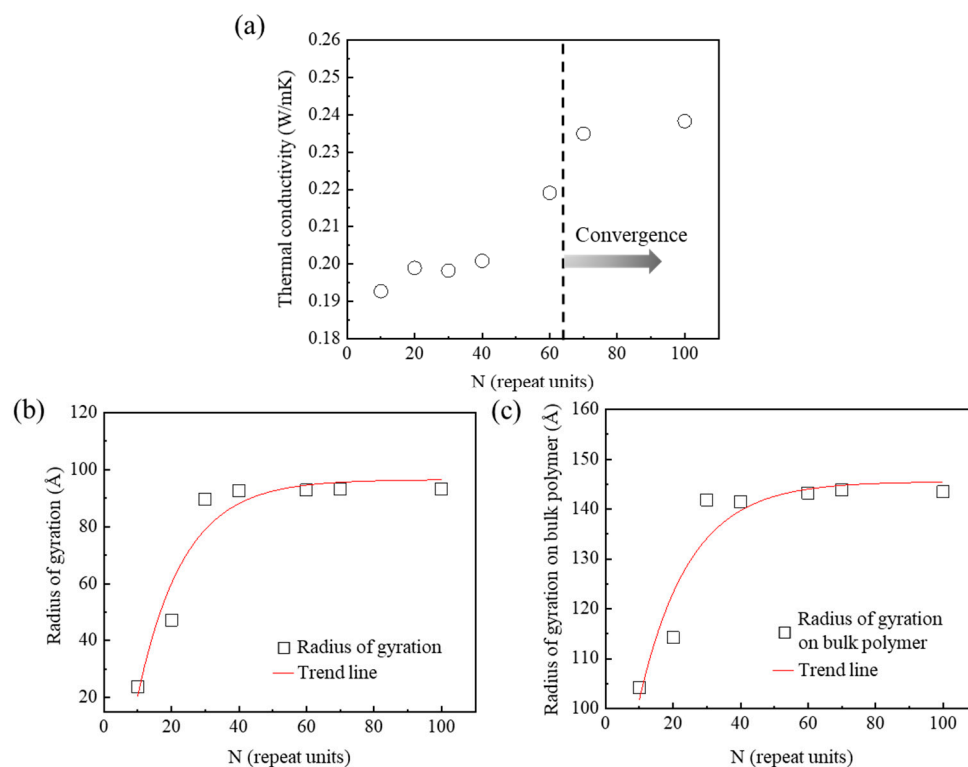 (a)
Thermal conductivity (W/mK)
0.26
0.25
0.24
0.23
0.22
0.21
0.20
0.19
0.18
Convergence
0 20 40 60 80 100
N (repeat units)
(b)
Radius of gyration (Å)
120
100
80
60
40
20
Radius of gyration
Trend line
0 20 40 60 80 100
N (repeat units)
(c)
Radius of gyration on bulk polymer (Å)
160
150
140
130
120
110
100
Radius of gyration
on bulk polymer
Trend line
0 20 40 60 80 100
N (repeat units)